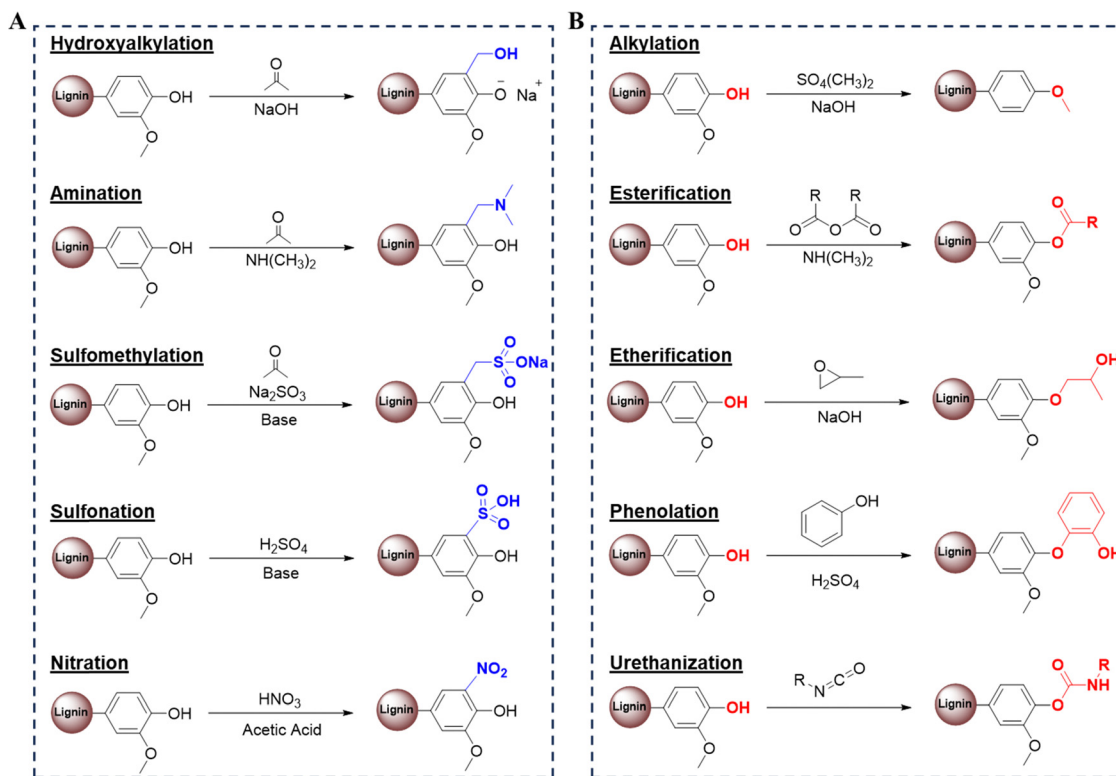 A
Hydroxyalkylation
Lignin
OH
O
O
NaOH
Lignin
OH
O⁻ Na⁺
O
Amination
Lignin
OH
O
O
NH(CH₃)₂
Lignin
N
OH
O
Sulfomethylation
Lignin
OH
O
O
Na₂SO₃
Base
Lignin
O
S
ONa
O
OH
O
Sulfonation
Lignin
OH
O
H₂SO₄
Base
Lignin
O
OH
S
O
OH
O
Nitration
Lignin
OH
O
HNO₃
Acetic Acid
Lignin
NO₂
OH
O
B
Alkylation
Lignin
OH
O
SO₄(CH₃)₂
NaOH
Lignin
O
Esterification
Lignin
OH
O
R R
O O O
NH(CH₃)₂
Lignin
O
R
O
O
Etherification
Lignin
OH
O
O
NaOH
Lignin
OH
O
O
Phenolation
Lignin
OH
O
OH
H₂SO₄
Lignin
O
OH
O
Urethanization
Lignin
OH
O
R N C O
Lignin
O
R
NH
O
O